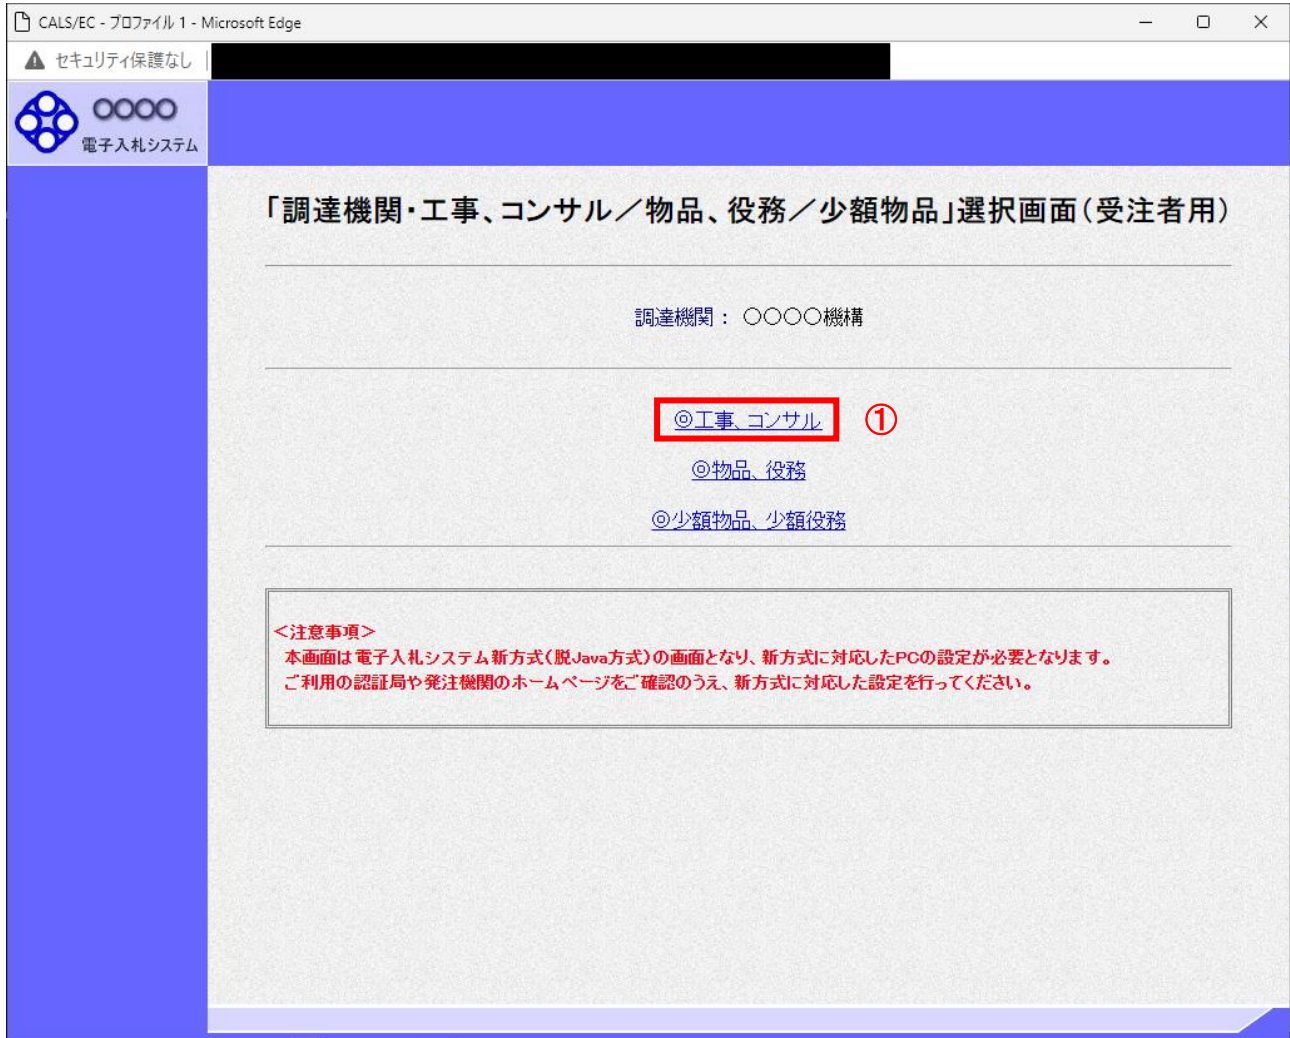 CALS/EC - プロファイル 1 - Microsoft Edge
セキュリティ保護なし
○○○○
電子入札システム
「調達機関・工事、コンサル／物品、役務／少額物品」選択画面（受注者用）
調達機関： ○○○○機構
◎工事、コンサル ①
◎物品、役務
◎少額物品、少額役務
＜注意事項＞
本画面は電子入札システム新方式(脱Java方式)の画面となり、新方式に対応したPCの設定が必要となります。
ご利用の認証局や発注機関のホームページをご確認のうえ、新方式に対応した設定を行ってください。